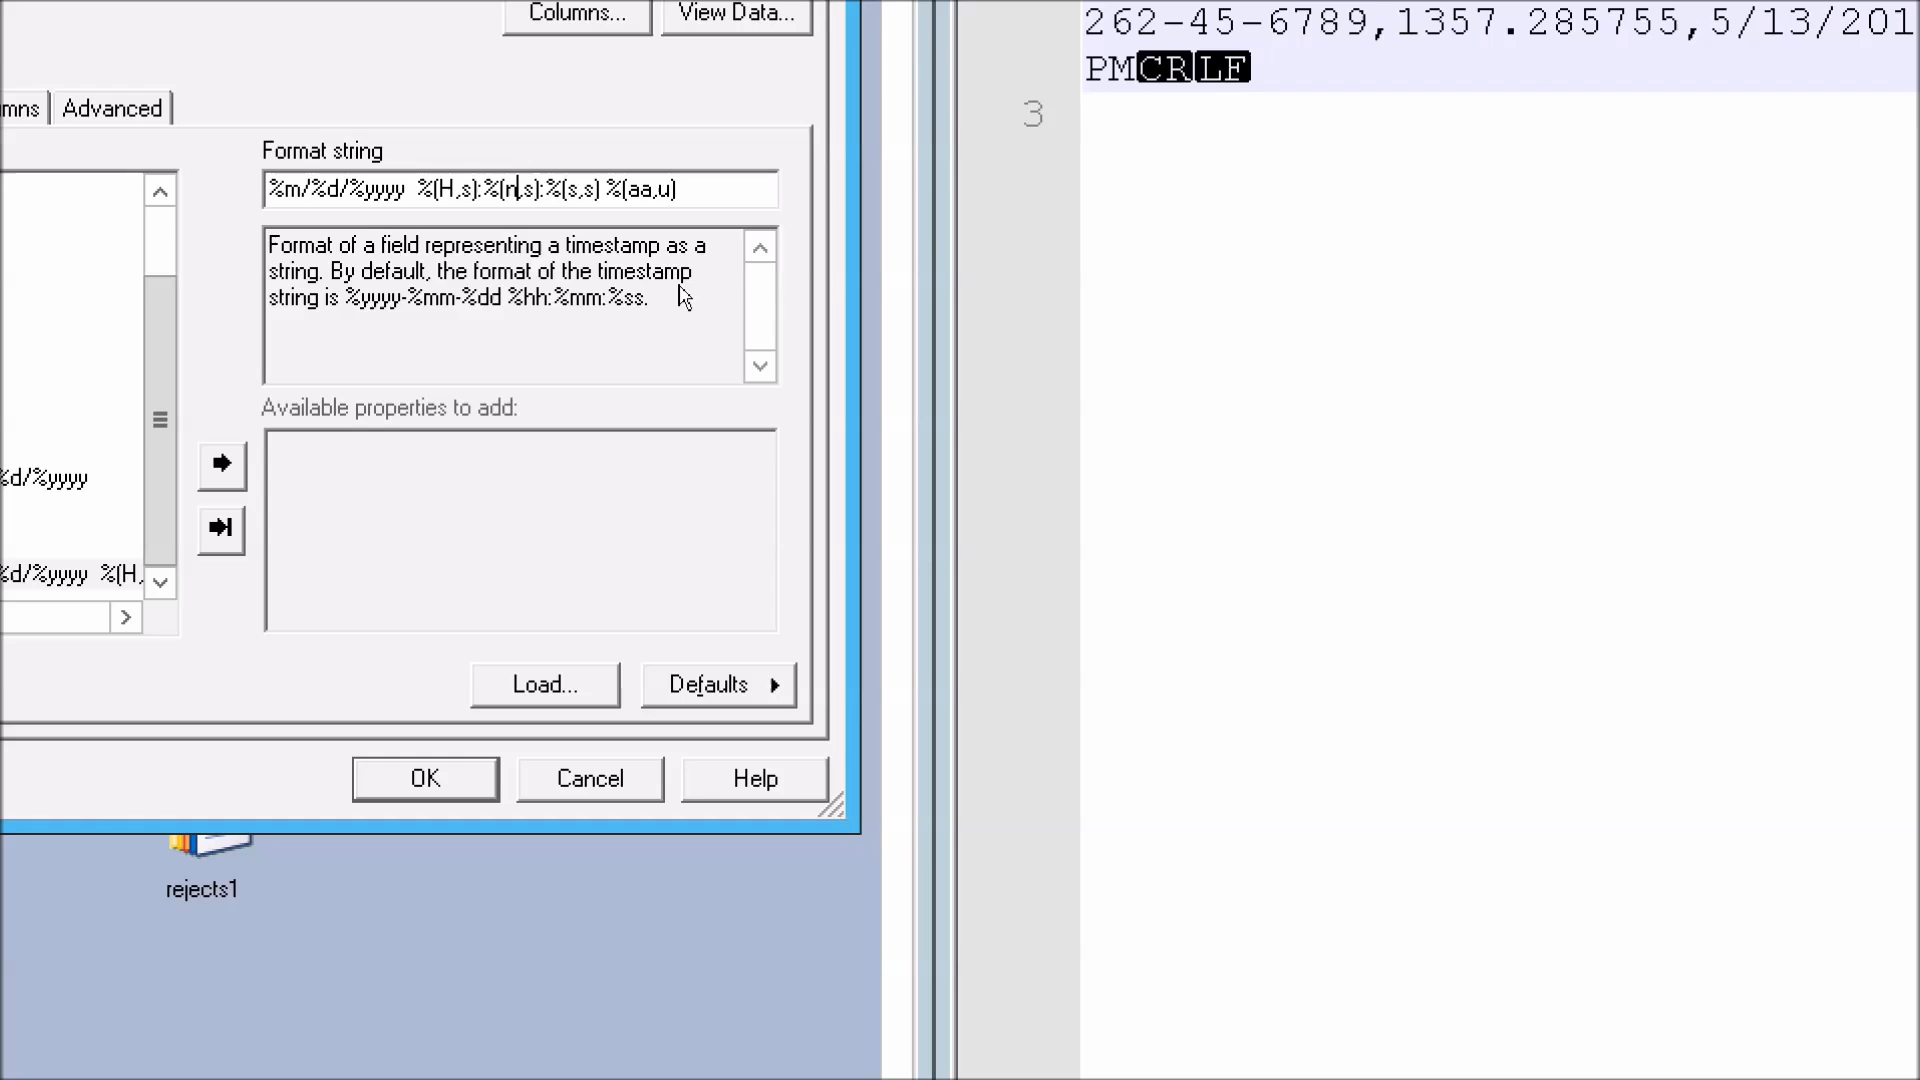 Columns... View Data...
262-45-6789,1357.285755,5/13/201
PMCRLF
3
mns Advanced
Format string
%m/%d/%yyyy  %(H,s):%(n,s):%(s,s) %(aa,u)
Format of a field representing a timestamp as a
string. By default, the format of the timestamp
string is %yyyy-%mm-%dd %hh:%mm:%ss.
Available properties to add:
%d/%yyyy
%d/%yyyy  %(H,
Load... Defaults
OK Cancel Help
rejects1